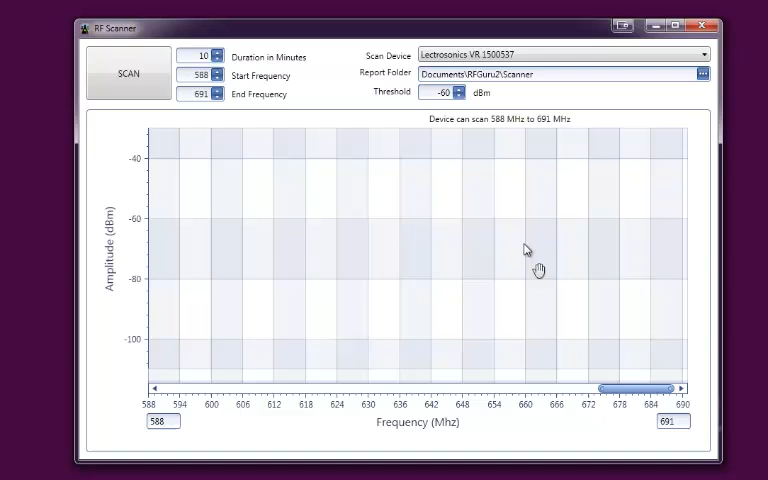 RF Scanner
SCAN
10 Duration in Minutes
588 Start Frequency
691 End Frequency
Scan Device Lectrosonics VR 1500537
Report Folder Documents\RFGuru2\Scanner
Threshold -60 dBm
Device can scan 588 MHz to 691 MHz
Amplitude (dBm)
-40
-60
-80
-100
588 594 600 606 612 618 624 630 636 642 648 654 660 666 672 678 684 690
588 Frequency (Mhz) 691